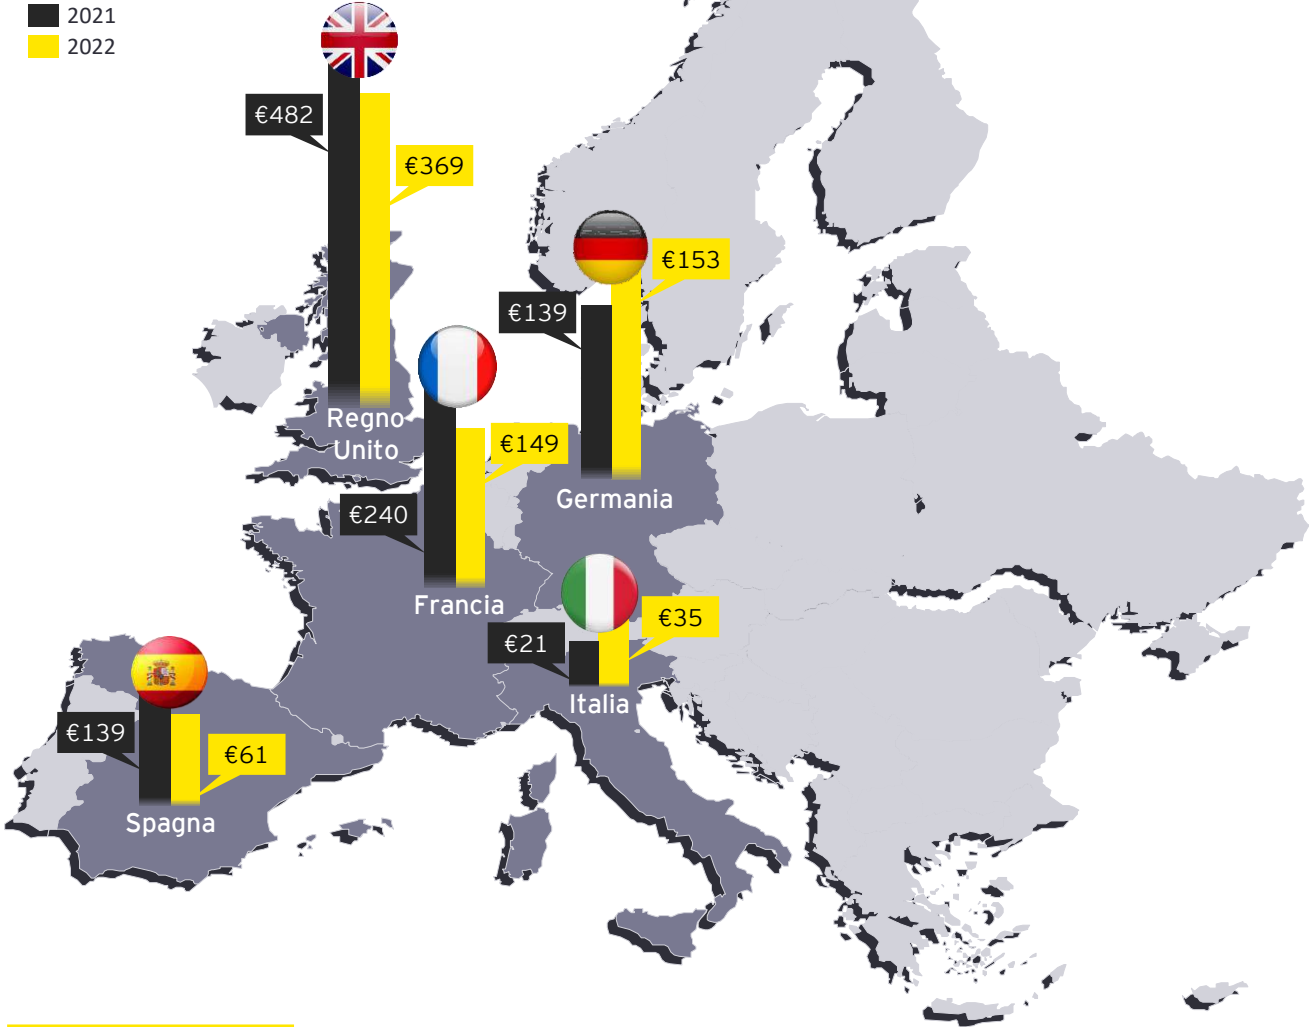 2021
2022
€482
€369
Regno
Unito
€153
€139
Germania
€149
€240
Francia
€35
€21
Italia
€139
€61
Spagna